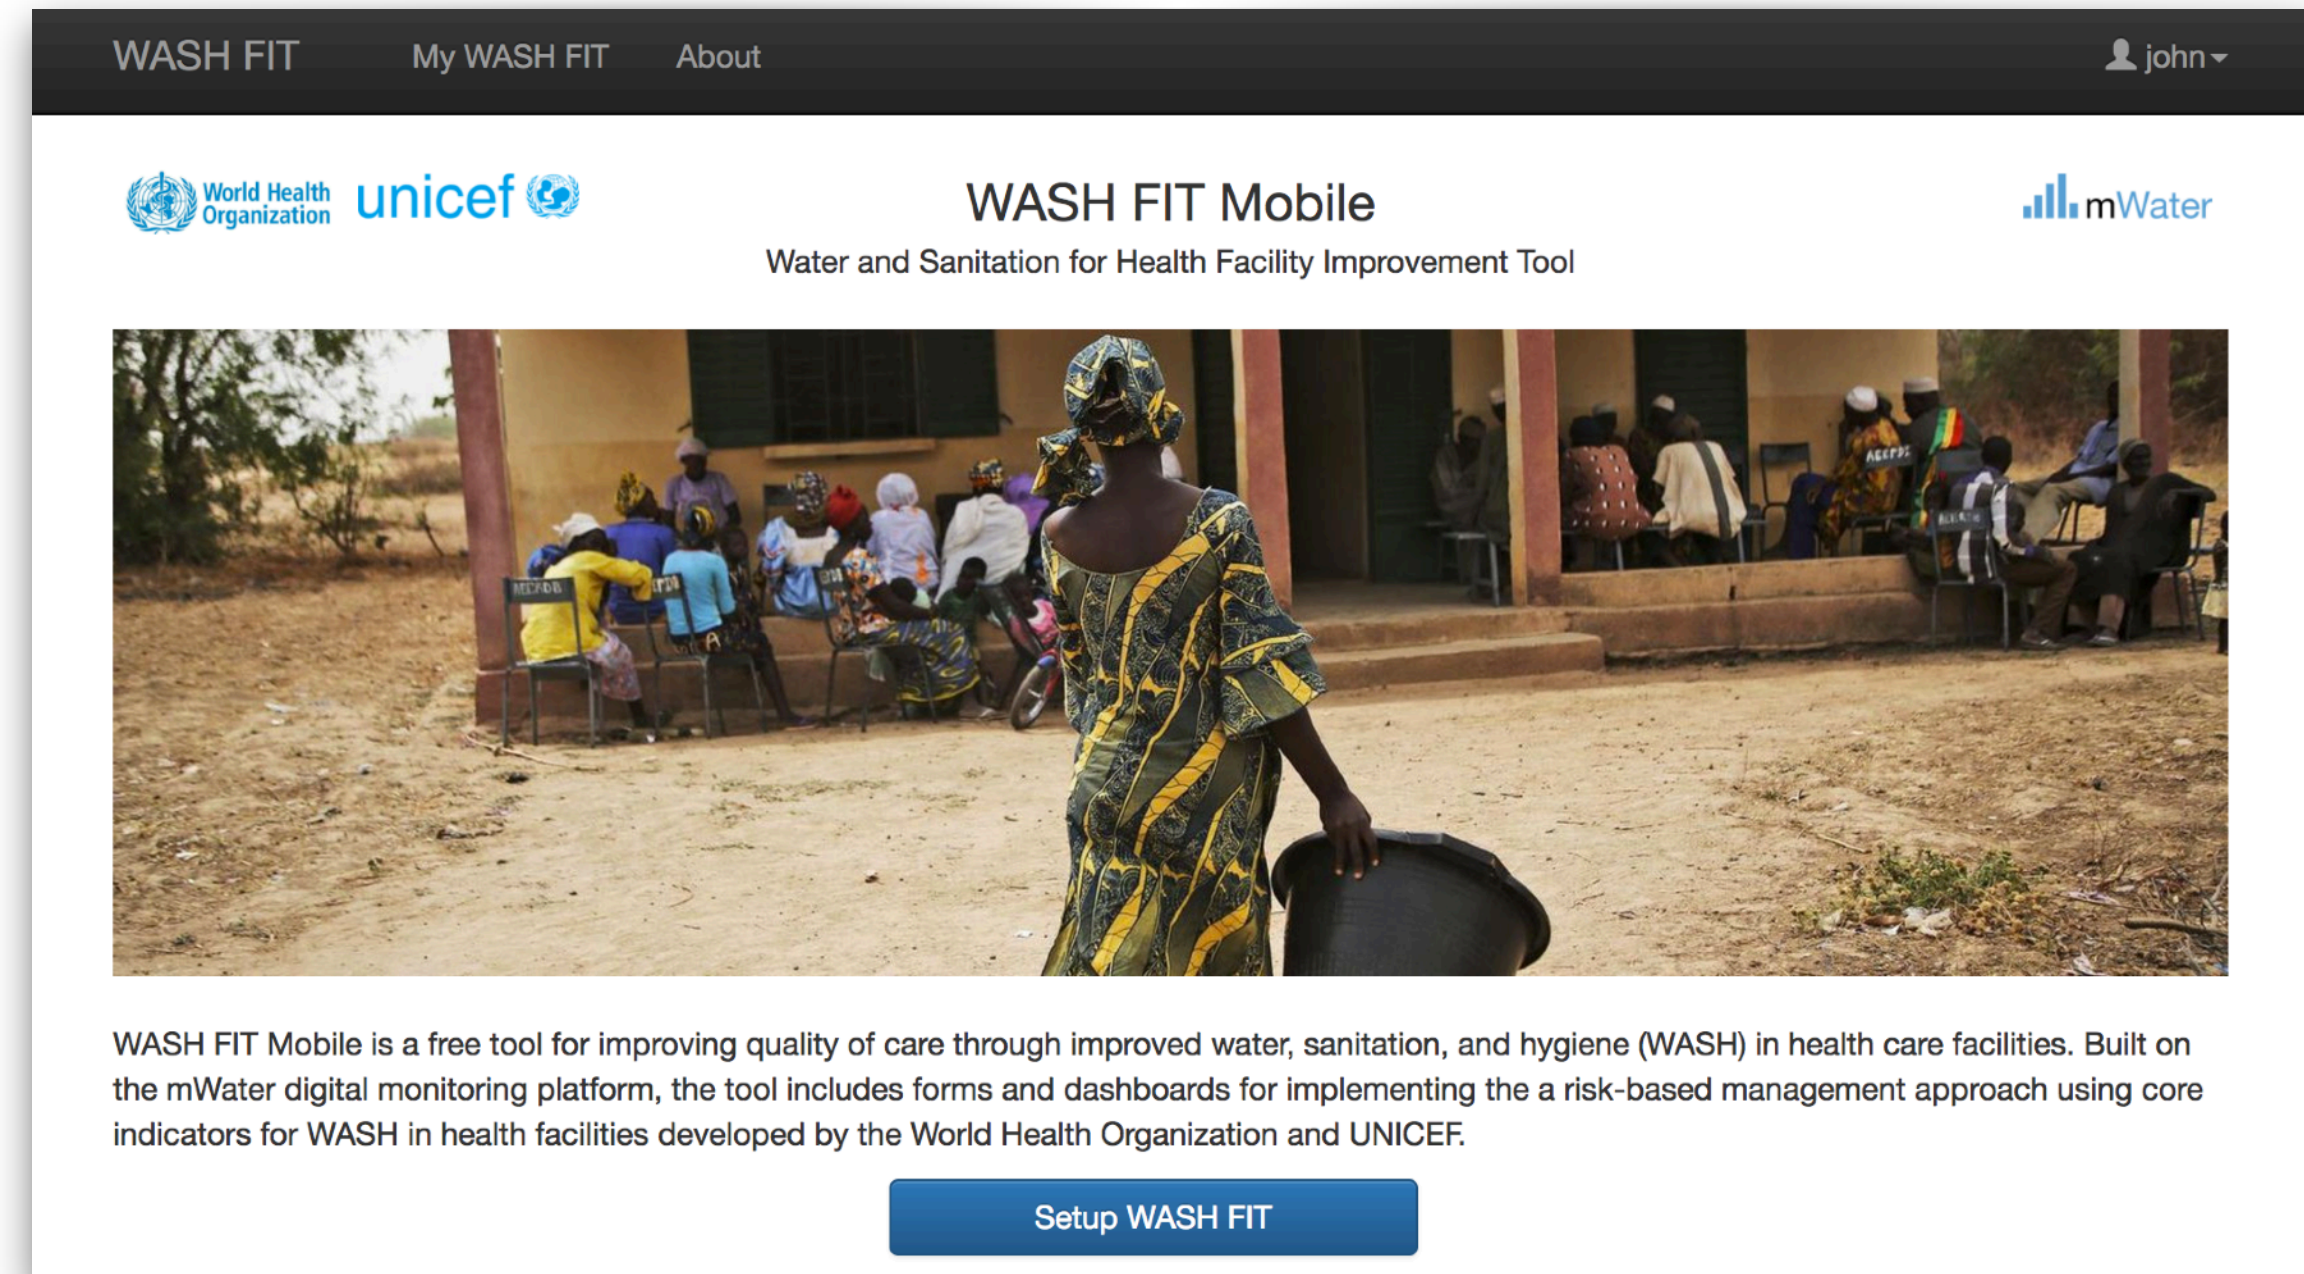 WASH FIT My WASH FIT About john
World Health Organization unicef
WASH FIT Mobile
mWater
Water and Sanitation for Health Facility Improvement Tool
WASH FIT Mobile is a free tool for improving quality of care through improved water, sanitation, and hygiene (WASH) in health care facilities. Built on
the mWater digital monitoring platform, the tool includes forms and dashboards for implementing the a risk-based management approach using core
indicators for WASH in health facilities developed by the World Health Organization and UNICEF.
Setup WASH FIT